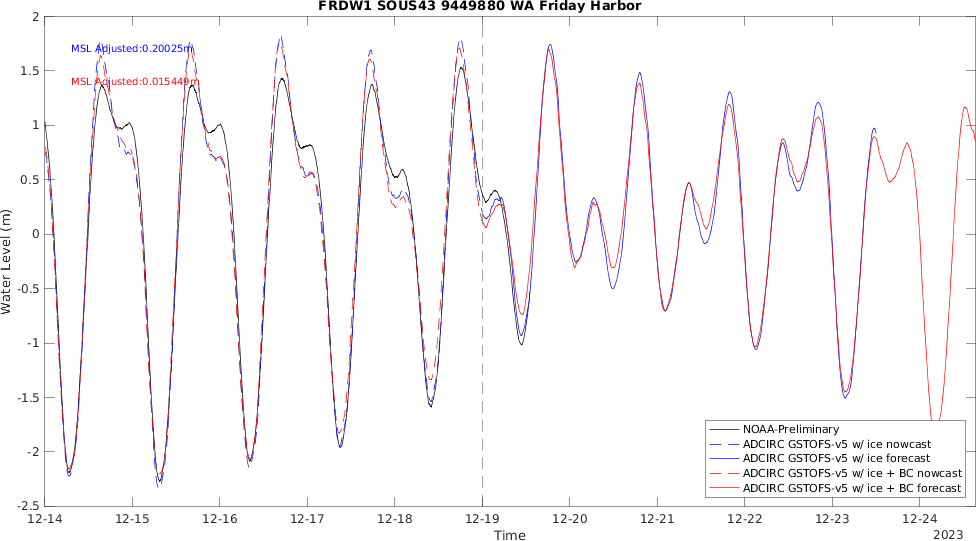 FRDW1 SOUS43 9449880 WA Friday Harbor
2
1.5
1
0.5
0
-0.5
-1
-1.5
-2
-2.5
Water Level (m)
MSL Adjusted:0.20025m
MSL Adjusted:0.015449m
NOAA-Preliminary
ADCIRC GSTOFS-v5 w/ ice nowcast
ADCIRC GSTOFS-v5 w/ ice forecast
ADCIRC GSTOFS-v5 w/ ice + BC nowcast
ADCIRC GSTOFS-v5 w/ ice + BC forecast
12-14 12-15 12-16 12-17 12-18 12-19 12-20 12-21 12-22 12-23 12-24
Time
2023